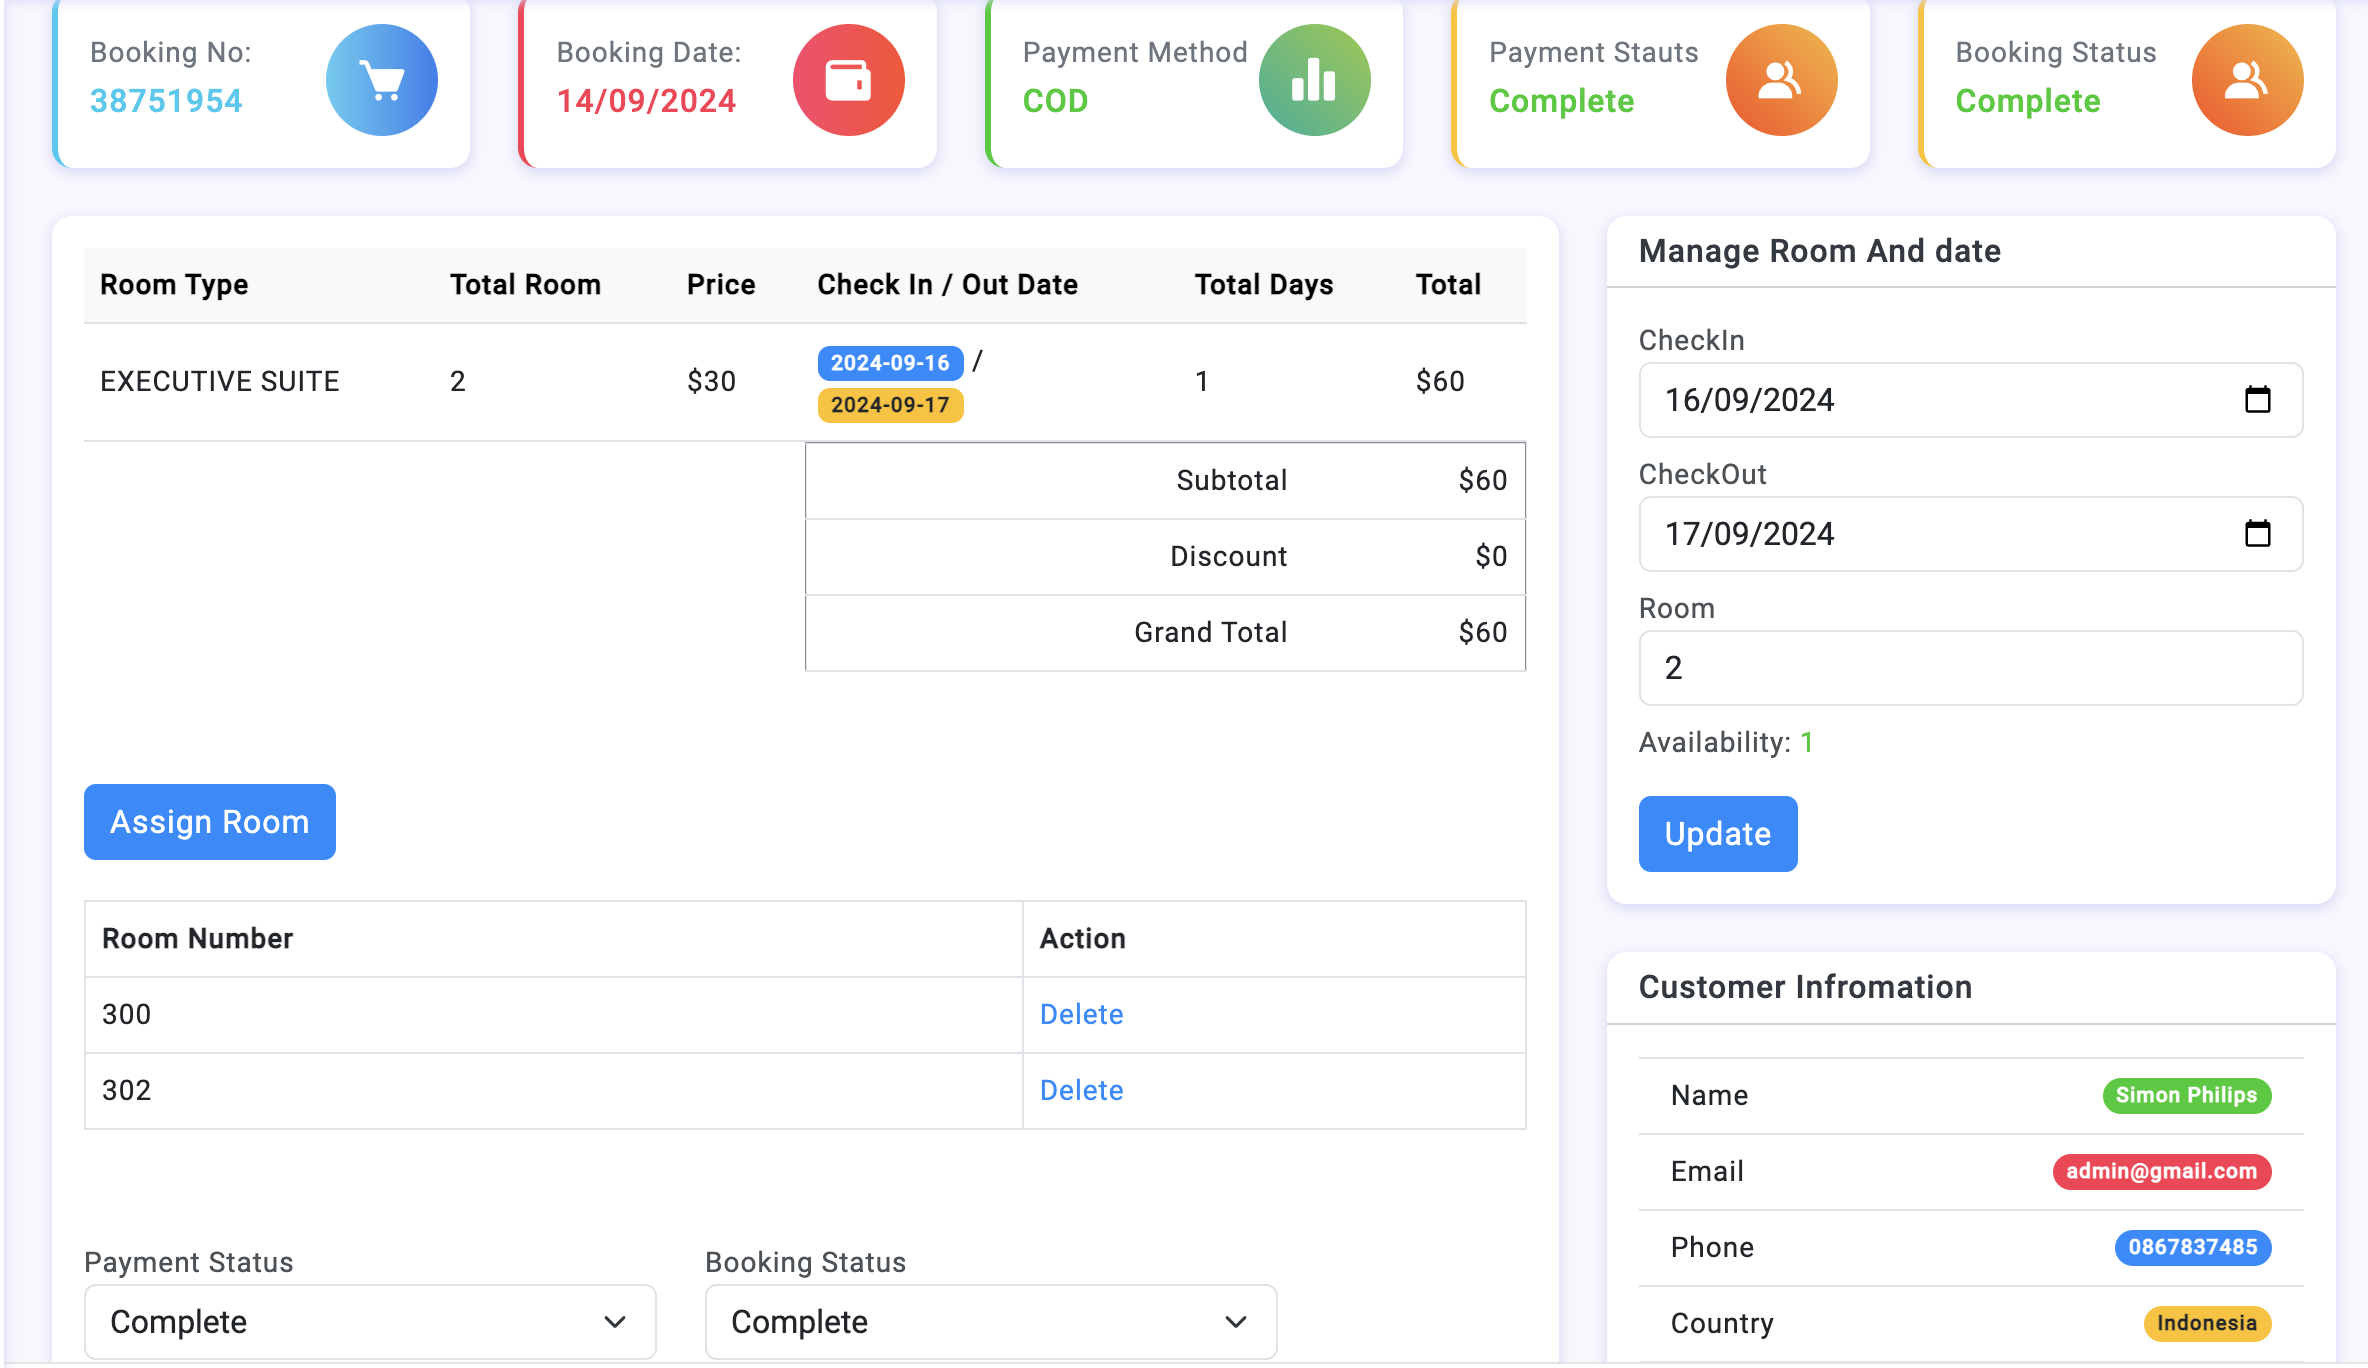 Booking No:
38751954
Booking Date:
14/09/2024
Payment Method
COD
Payment Stauts
Complete
Booking Status
Complete
Room Type Total Room Price Check In / Out Date Total Days Total
EXECUTIVE SUITE 2 $30 2024-09-16 / 1 $60
2024-09-17
Subtotal $60
Discount $0
Grand Total $60
Assign Room
Room Number Action
300 Delete
302 Delete
Payment Status Booking Status
Complete Complete
Manage Room And date
CheckIn
16/09/2024
CheckOut
17/09/2024
Room
2
Availability: 1
Update
Customer Infromation
Name Simon Philips
Email admin@gmail.com
Phone 0867837485
Country Indonesia